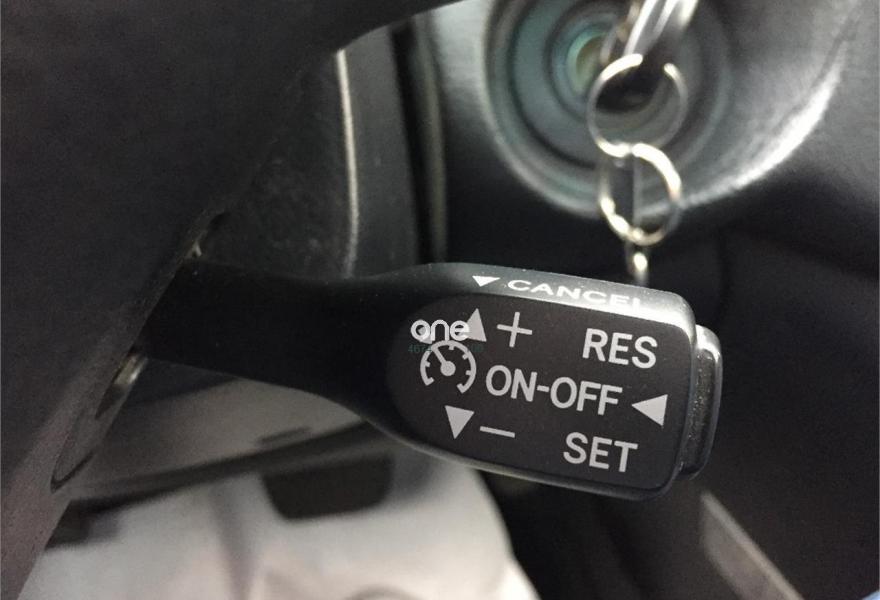 CANCEL
+ RES
ON-OFF
– SET
one